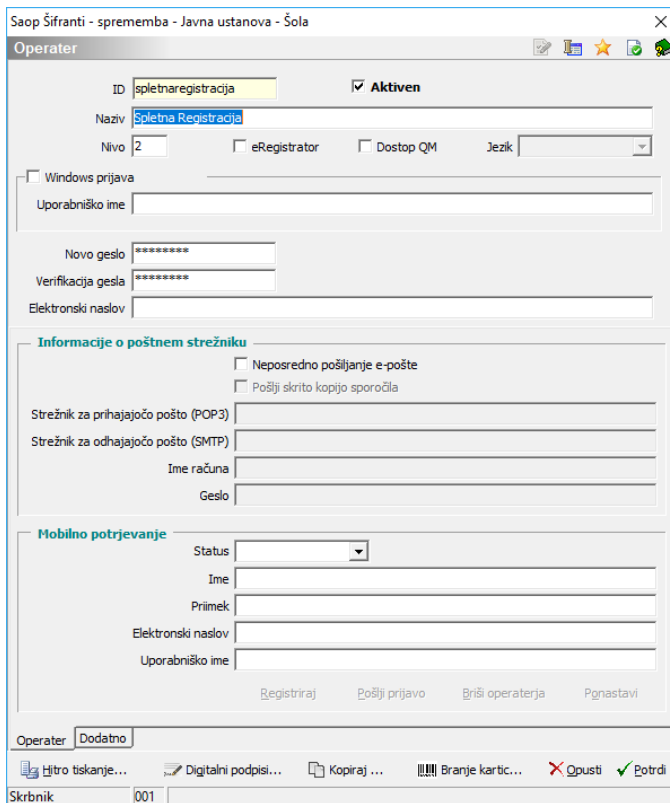 Saop Šifranti - sprememba - Javna ustanova - Šola
Operater
ID spletnaregistracija Aktiven
Naziv Spletna Registracija
Nivo 2 eRegistrator Dostop QM Jezik
Windows prijava
Uporabniško ime
Novo geslo ********
Verifikacija gesla ********
Elektronski naslov
Informacije o poštnem strežniku
Neposredno pošiljanje e-pošte
Pošlji skrito kopijo sporočila
Strežnik za prihajajočo pošto (POP3)
Strežnik za odhajajočo pošto (SMTP)
Ime računa
Geslo
Mobilno potrjevanje
Status
Ime
Priimek
Elektronski naslov
Uporabniško ime
Registriraj Pošlji prijavo Briši operaterja Ponastavi
Operater Dodatno
Hitro tiskanje... Digitalni podpisi... Kopiraj ... Branje kartic... Opusti Potrdi
Skrbnik 001